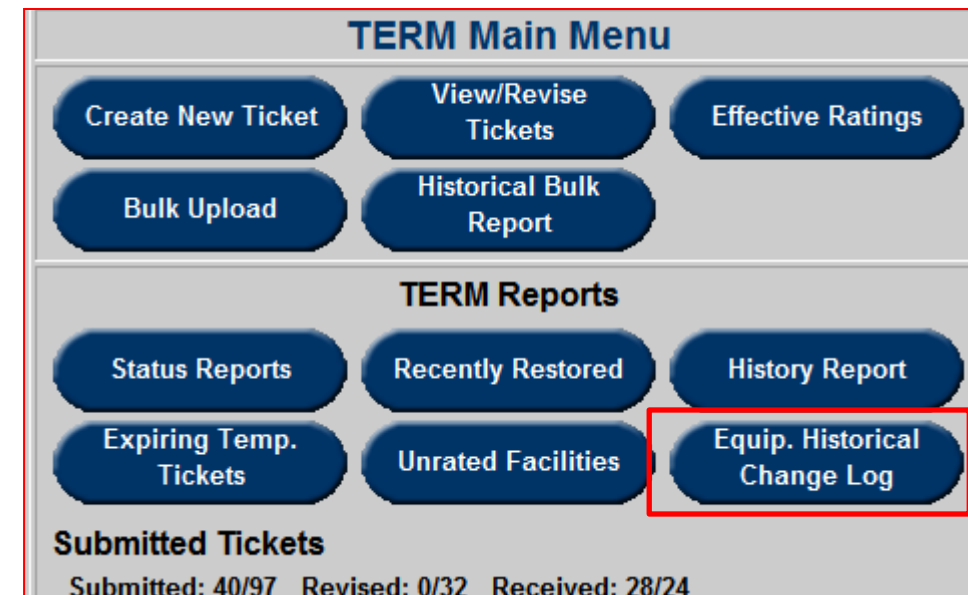 TERM Main Menu
Create New Ticket
View/Revise
Tickets
Effective Ratings
Bulk Upload
Historical Bulk
Report
TERM Reports
Status Reports
Recently Restored
History Report
Expiring Temp.
Tickets
Unrated Facilities
Equip. Historical
Change Log
Submitted Tickets
Submitted: 40/97 Revised: 0/32 Received: 28/24